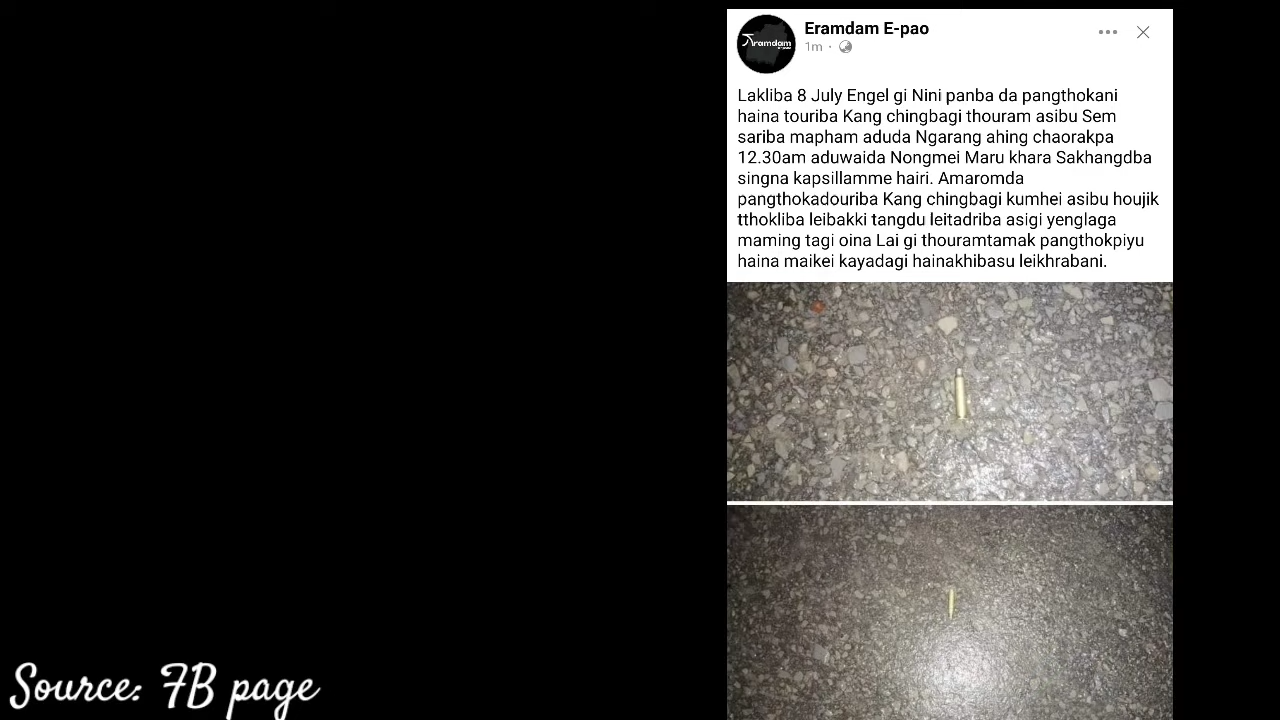 Eramdam E-pao
1m ·
Aramdam
Lakliba 8 July Engel gi Nini panba da pangthokani
haina touriba Kang chingbagi thouram asibu Sem
sariba mapham aduda Ngarang ahing chaorakpa
12.30am aduwaida Nongmei Maru khara Sakhangdba
singna kapsillamme hairi. Amaromda
pangthokadouriba Kang chingbagi kumhei asibu houjik
tthokliba leibakki tangdu leitadriba asigi yenglaga
maming tagi oina Lai gi thouramtamak pangthokpiyu
haina maikei kayadagi hainakhibasu leikhrabani.
Source: FB page